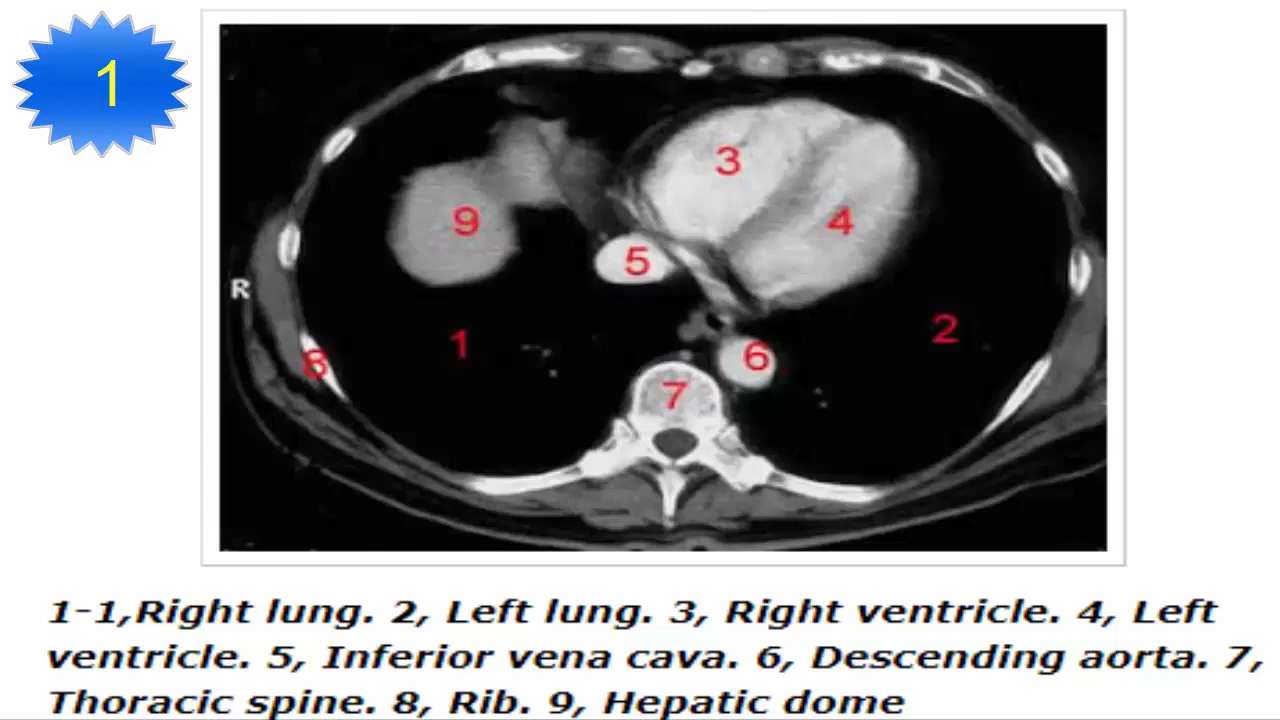 1
3
9
4
5
R
2
1
6
8
7
1-1,Right lung. 2, Left lung. 3, Right ventricle. 4, Left
ventricle. 5, Inferior vena cava. 6, Descending aorta. 7,
Thoracic spine. 8, Rib. 9, Hepatic dome